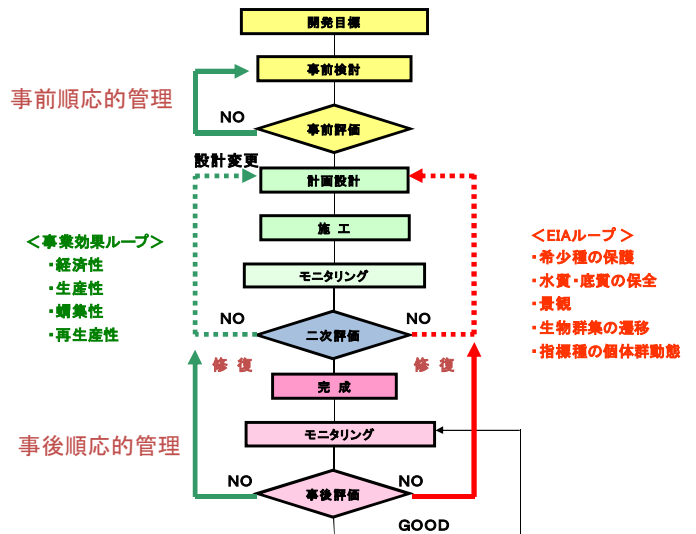 開発目標
事前検討
事前順応的管理
NO
事前評価
設計変更
計画設計
施 工
＜事業効果ループ＞
・経済性
・生産性
・蝟集性
・再生産性
＜EIAループ ＞
・希少種の保護
・水質・底質の保全
・景観
・生物群集の遷移
・指標種の個体群動態
モニタリング
NO
NO
二次評価
修 復
修 復
完 成
モニタリング
事後順応的管理
NO
NO
事後評価
GOOD